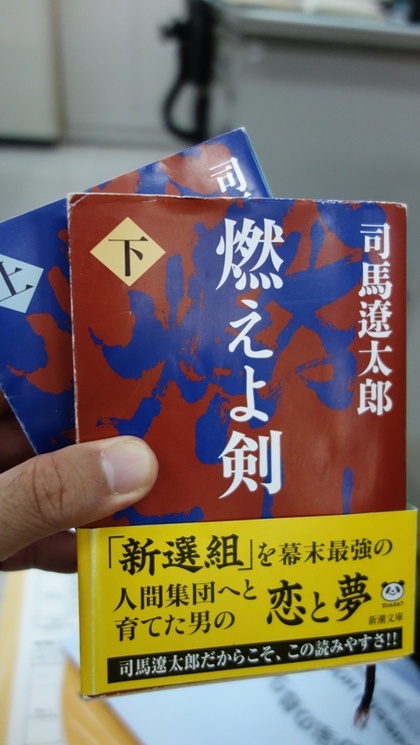 上
司
下
燃えよ剣
司馬遼太郎
「新選組」を幕末最強の
人間集団へと
育てた男の
恋と夢
Yonda?
新潮文庫
司馬遼太郎だからこそ、この読みやすさ!!